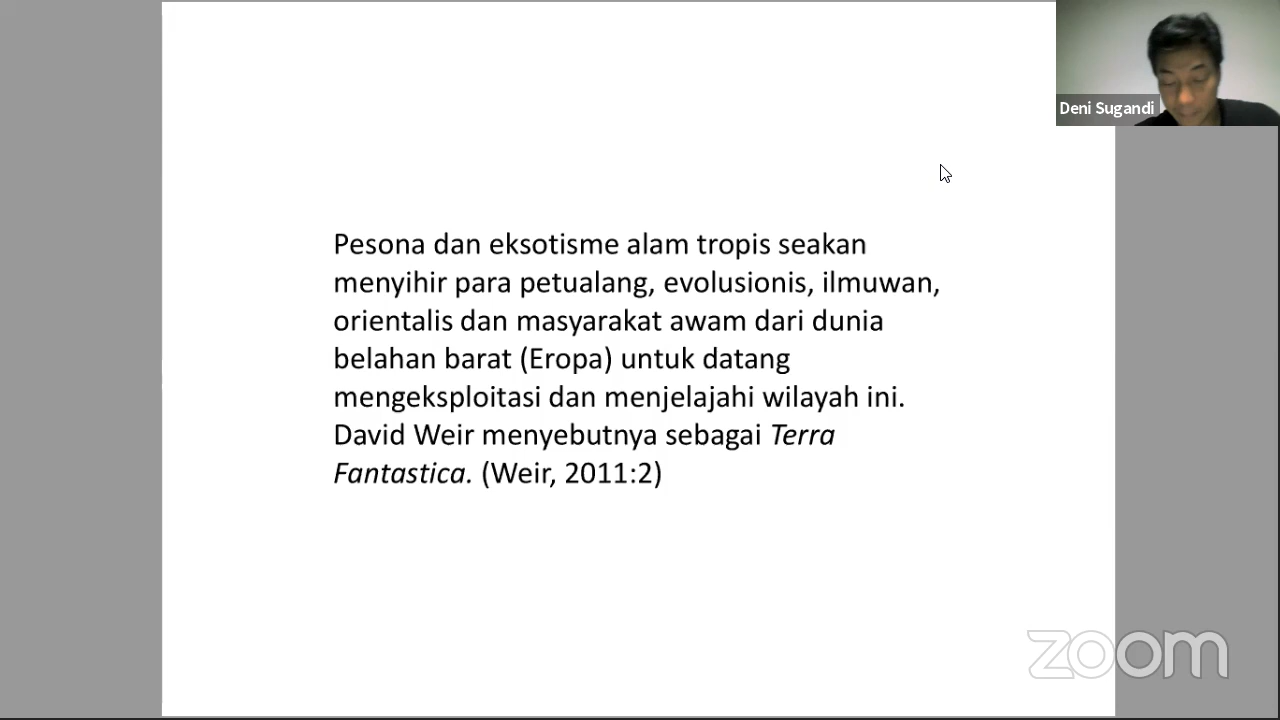 Deni Sugandi
Pesona dan eksotisme alam tropis seakan
menyihir para petualang, evolusionis, ilmuwan,
orientalis dan masyarakat awam dari dunia
belahan barat (Eropa) untuk datang
mengeksploitasi dan menjelajahi wilayah ini.
David Weir menyebutnya sebagai Terra
Fantastica. (Weir, 2011:2)
zoom